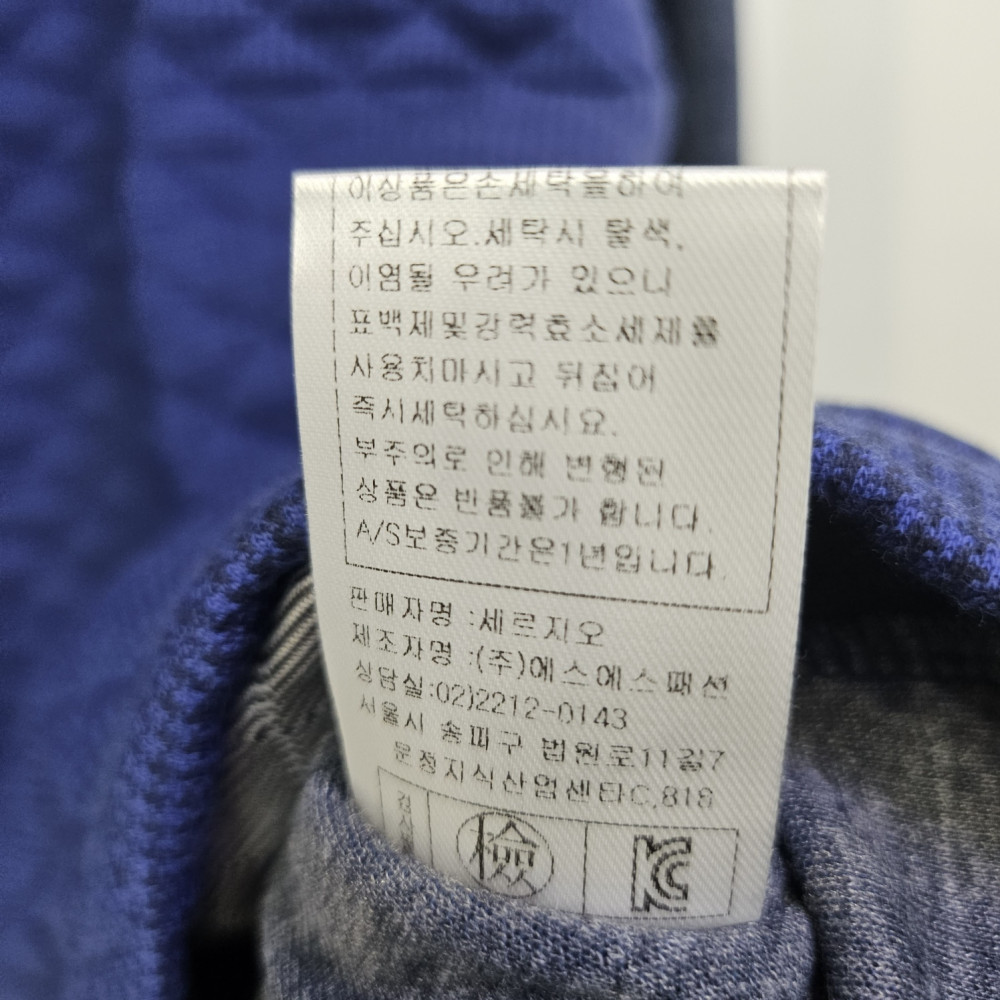 이상품은손세탁을하여
주십시오.세탁시 탈색,
이염될 우려가 있으니
표백제및강력효소세제를
사용치마시고 뒤집어
즉시세탁하십시요.
부주의로 인해 변형된
상품은 반품불가 합니다.
A/S보증기간은1년입니다.
판매자명 :세르지오
제조자명 :(주)에스에스패션
상담실:02)2212-0143
서울시 송파구 법원로11길7
문정지식산업센타C,818
檢
KC